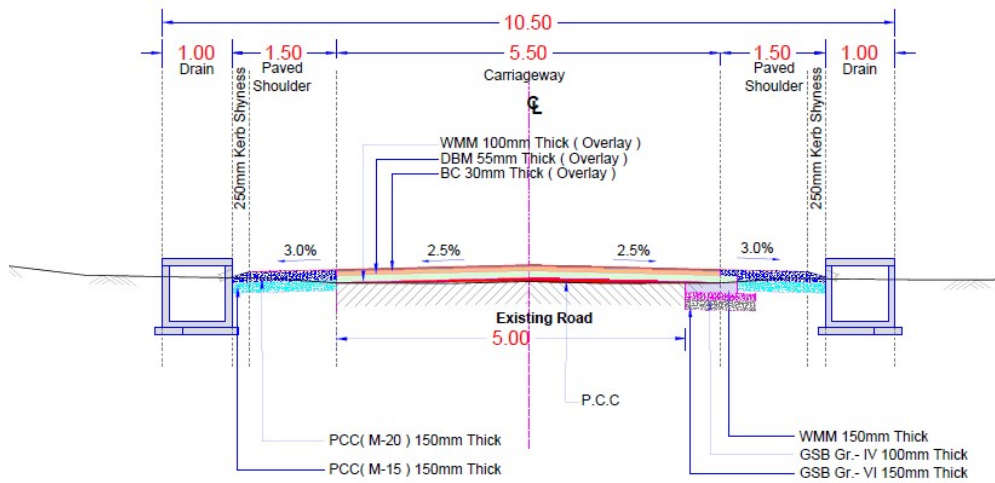 10.50
1.00
Drain
1.50
Paved
Shoulder
5.50
Carriageway
1.50
Paved
Shoulder
1.00
Drain
250mm Kerb Shyness
250mm Kerb Shyness
℄
WMM 100mm Thick ( Overlay )
DBM 55mm Thick ( Overlay )
BC 30mm Thick ( Overlay )
3.0%
2.5%
2.5%
3.0%
Existing Road
5.00
P.C.C
PCC( M-20 ) 150mm Thick
PCC( M-15 ) 150mm Thick
WMM 150mm Thick
GSB Gr.- IV 100mm Thick
GSB Gr.- VI 150mm Thick